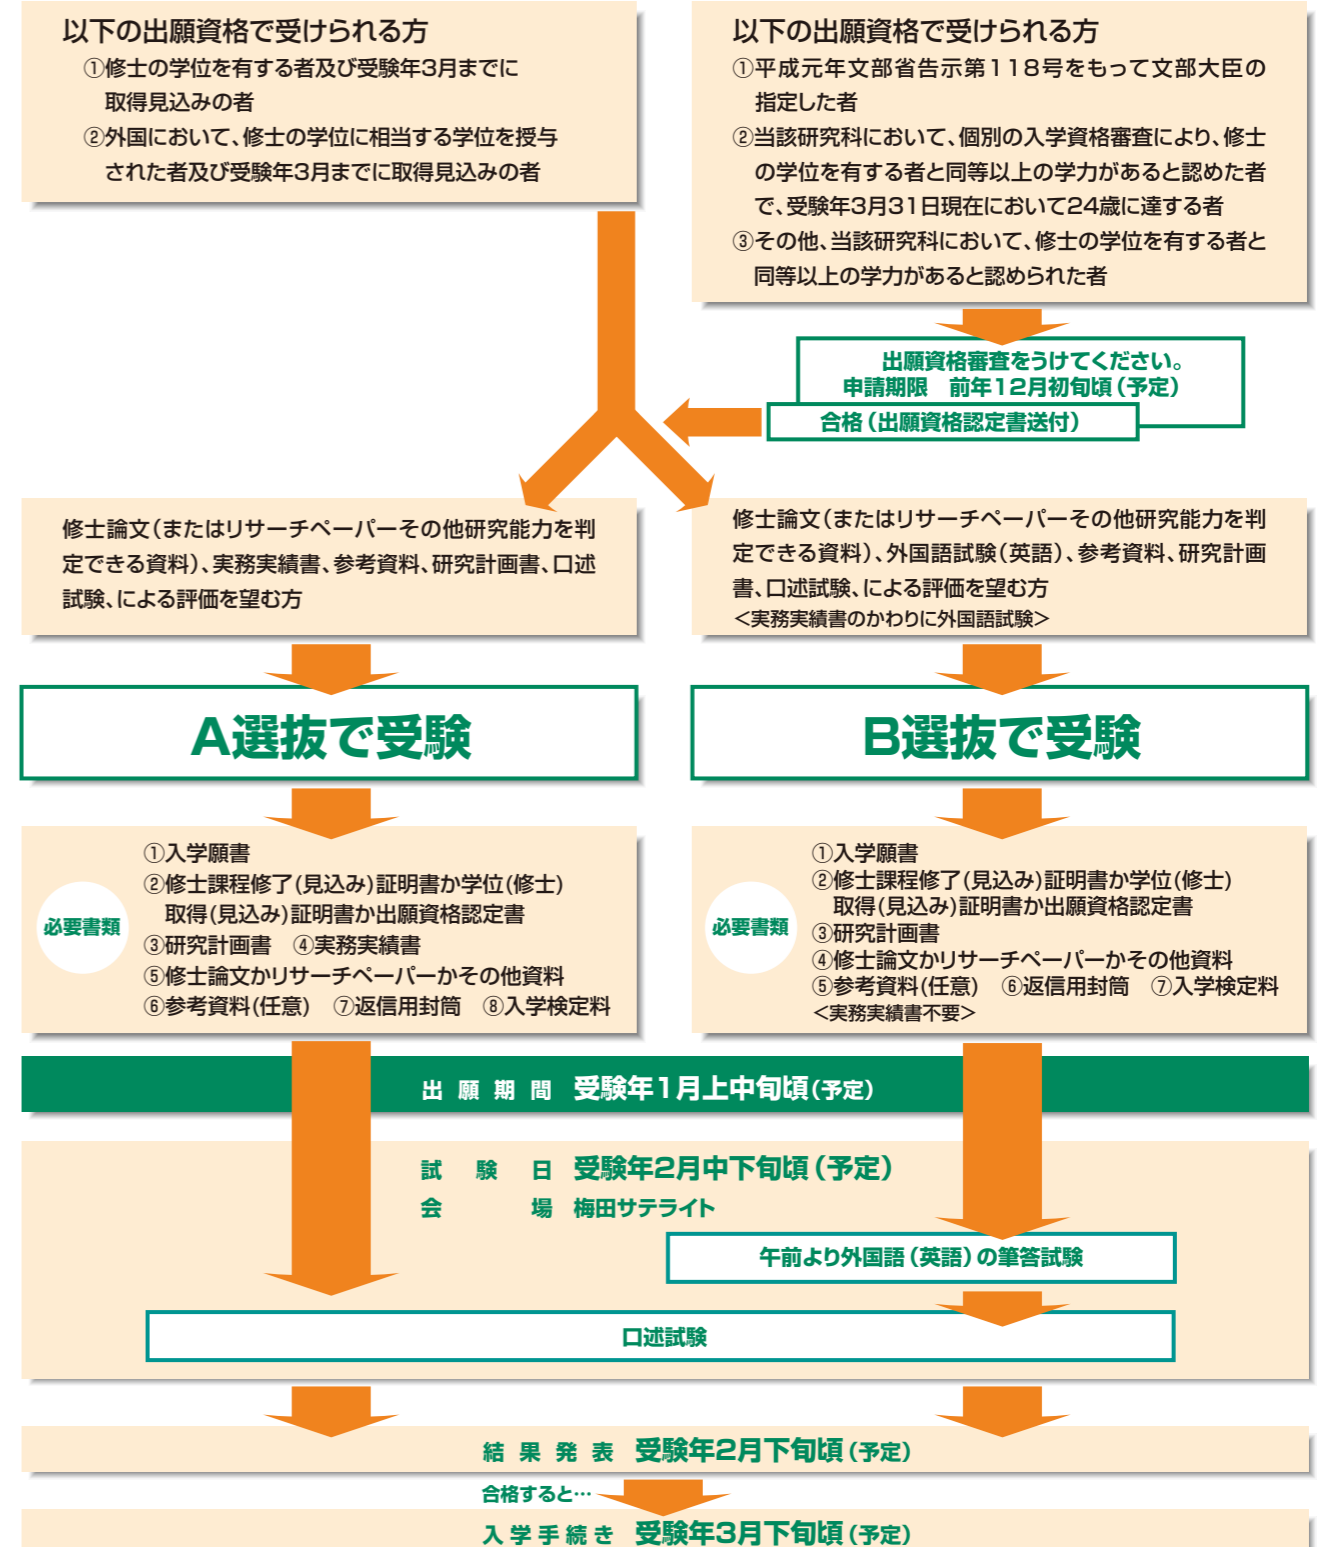 以下の出願資格で受けられる方
①修士の学位を有する者及び受験年3月までに
取得見込みの者
②外国において、修士の学位に相当する学位を授与
された者及び受験年3月までに取得見込みの者
以下の出願資格で受けられる方
①平成元年文部省告示第118号をもって文部大臣の
指定した者
②当該研究科において、個別の入学資格審査により、修士
の学位を有する者と同等以上の学力があると認めた者
で、受験年3月31日現在において24歳に達する者
③その他、当該研究科において、修士の学位を有する者と
同等以上の学力があると認められた者
出願資格審査をうけてください。
申請期限 前年12月初旬頃(予定)
合格(出願資格認定書送付)
修士論文(またはリサーチペーパーその他研究能力を判
定できる資料)、実務実績書、参考資料、研究計画書、口述
試験、による評価を望む方
修士論文(またはリサーチペーパーその他研究能力を判
定できる資料)、外国語試験(英語)、参考資料、研究計画
書、口述試験、による評価を望む方
<実務実績書のかわりに外国語試験>
A選抜で受験
B選抜で受験
必要書類
①入学願書
②修士課程修了(見込み)証明書か学位(修士)
取得(見込み)証明書か出願資格認定書
③研究計画書 ④実務実績書
⑤修士論文かリサーチペーパーかその他資料
⑥参考資料(任意) ⑦返信用封筒 ⑧入学検定料
必要書類
①入学願書
②修士課程修了(見込み)証明書か学位(修士)
取得(見込み)証明書か出願資格認定書
③研究計画書
④修士論文かリサーチペーパーかその他資料
⑤参考資料(任意) ⑥返信用封筒 ⑦入学検定料
<実務実績書不要>
出願期間 受験年1月上中旬頃(予定)
試験日 受験年2月中下旬頃(予定)
会場 梅田サテライト
午前より外国語(英語)の筆答試験
口述試験
結果発表 受験年2月下旬頃(予定)
合格すると…
入学手続き 受験年3月下旬頃(予定)